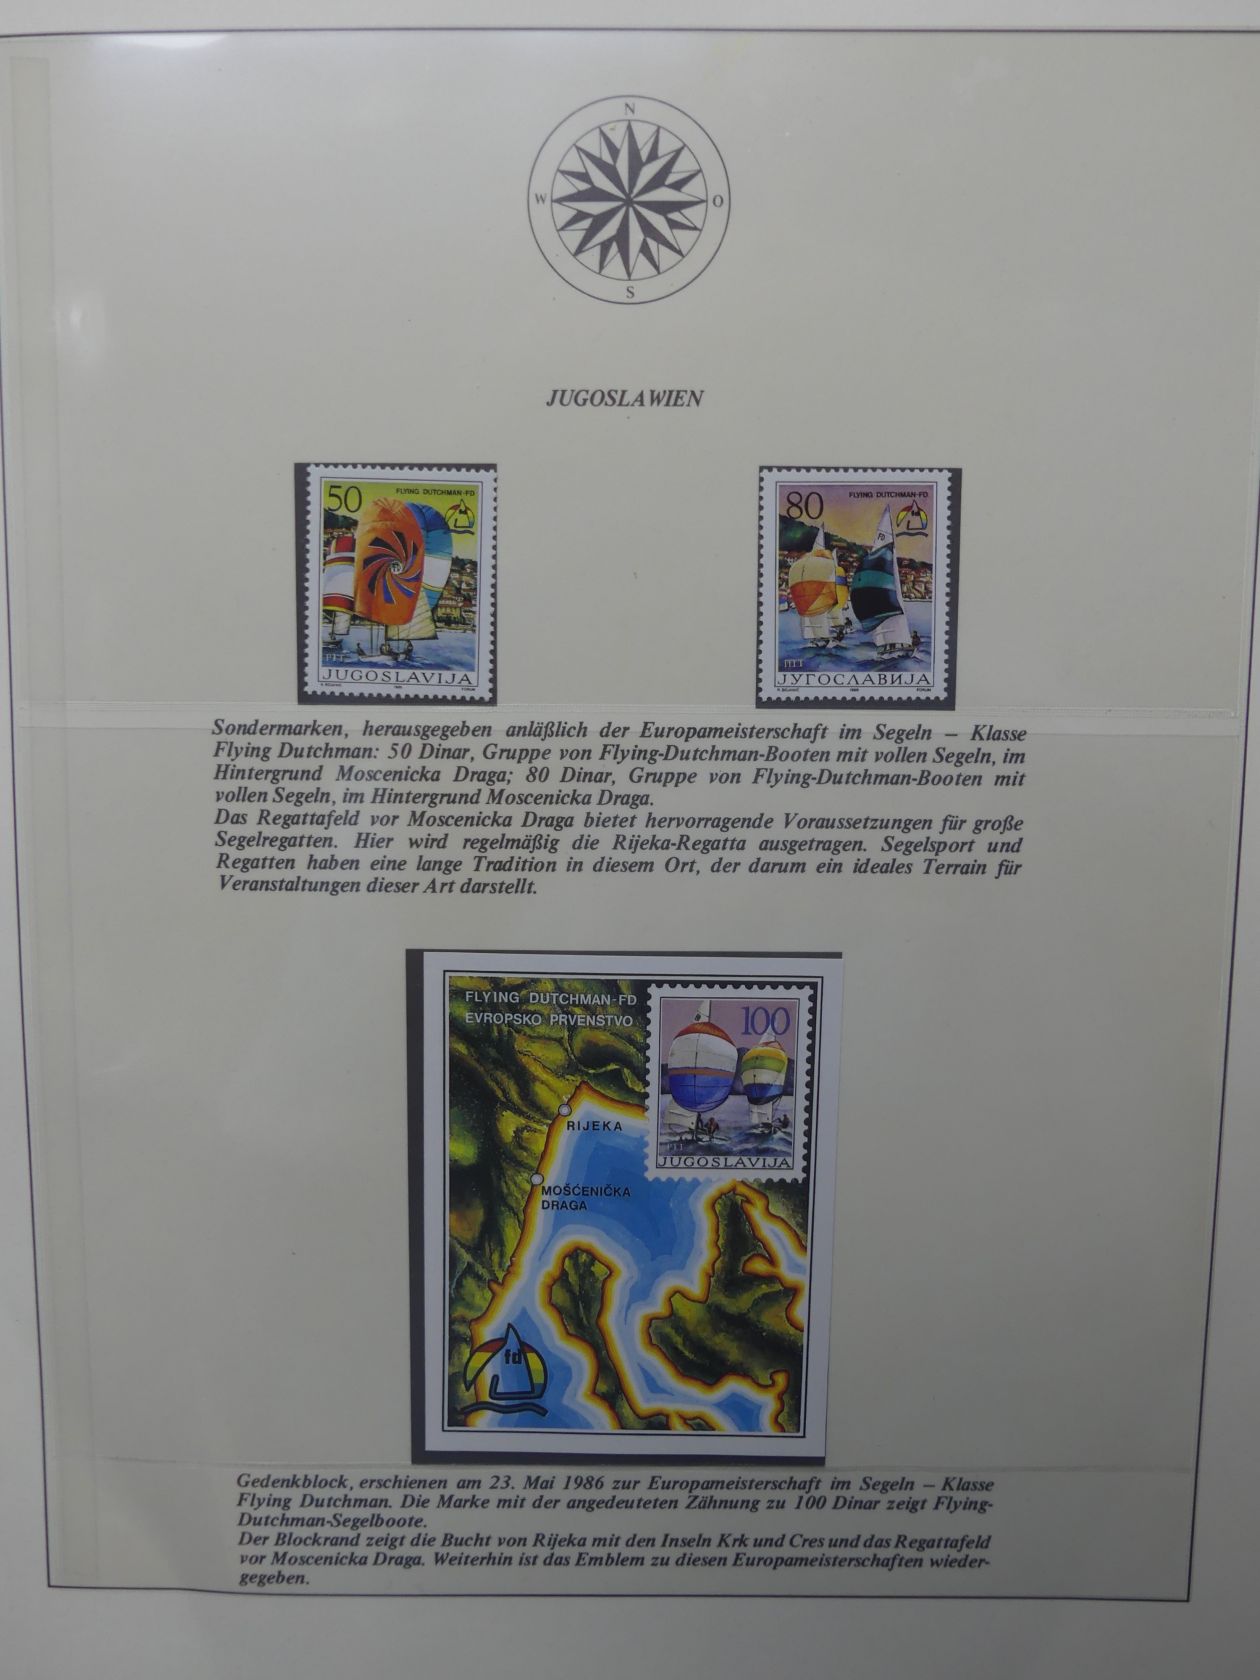 N
W O
S
JUGOSLAWIEN
50 FLYING DUTCHMAN-FD
fd
JUGOSLAVIJA
80 FLYING DUTCHMAN-FD
fd
FD
ЈУГОСЛАВИЈА
Sondermarken, herausgegeben anläßlich der Europameisterschaft im Segeln – Klasse
Flying Dutchman: 50 Dinar, Gruppe von Flying-Dutchman-Booten mit vollen Segeln, im
Hintergrund Moscenicka Draga; 80 Dinar, Gruppe von Flying-Dutchman-Booten mit
vollen Segeln, im Hintergrund Moscenicka Draga.
Das Regattafeld vor Moscenicka Draga bietet hervorragende Voraussetzungen für große
Segelregatten. Hier wird regelmäßig die Rijeka-Regatta ausgetragen. Segelsport und
Regatten haben eine lange Tradition in diesem Ort, der darum ein ideales Terrain für
Veranstaltungen dieser Art darstellt.
FLYING DUTCHMAN-FD
EVROPSKO PRVENSTVO
100
JUGOSLAVIJA
RIJEKA
MOŠĆENIČKA
DRAGA
fd
Gedenkblock, erschienen am 23. Mai 1986 zur Europameisterschaft im Segeln – Klasse
Flying Dutchman. Die Marke mit der angedeuteten Zähnung zu 100 Dinar zeigt Flying-
Dutchman-Segelboote.
Der Blockrand zeigt die Bucht von Rijeka mit den Inseln Krk und Cres und das Regattafeld
vor Moscenicka Draga. Weiterhin ist das Emblem zu diesen Europameisterschaften wieder-
gegeben.